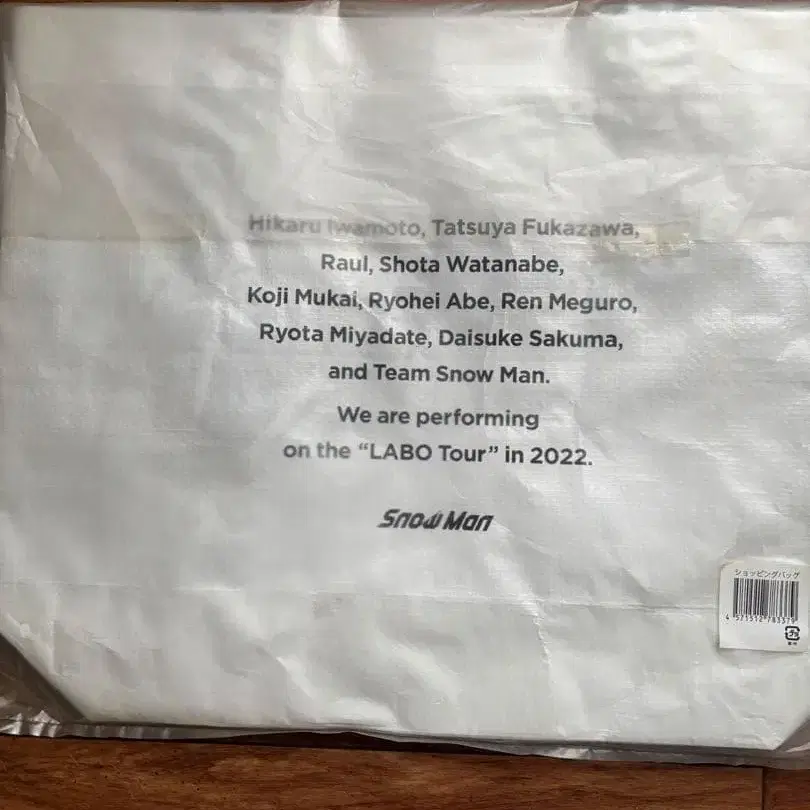 Hikaru Iwamoto, Tatsuya Fukazawa,
Raul, Shota Watanabe,
Koji Mukai, Ryohei Abe, Ren Meguro,
Ryota Miyadate, Daisuke Sakuma,
and Team Snow Man.
We are performing
on the “LABO Tour” in 2022.
Snow Man
ショッピングバッグ